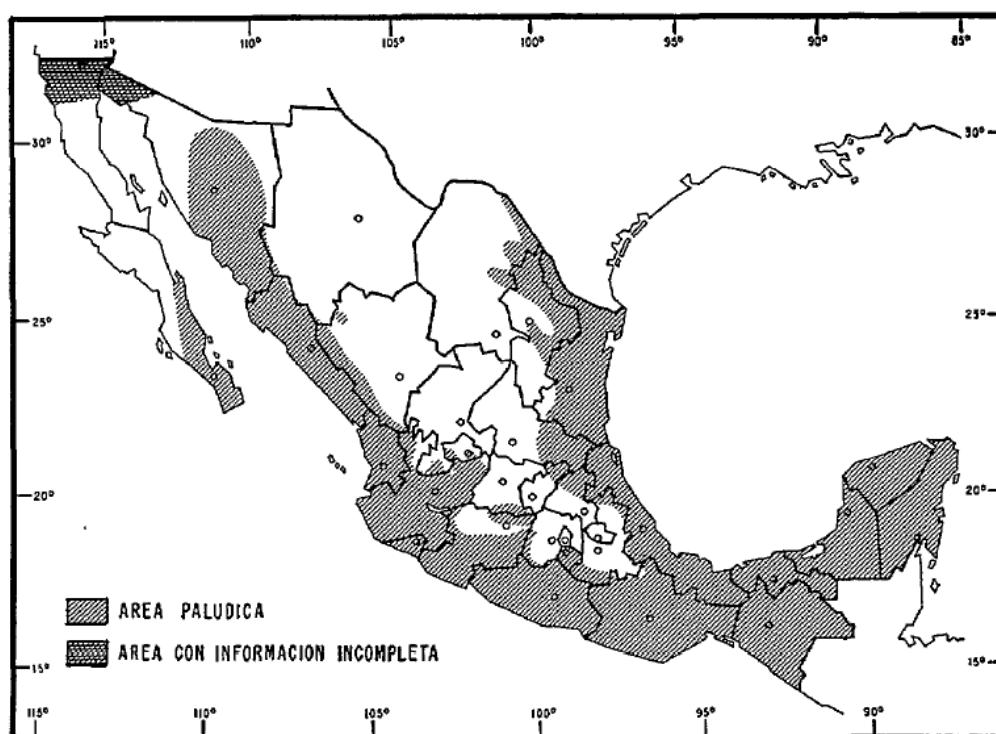 115° 110° 105° 100° 95° 90° 85°
30° 30°
25° 25°
20° 20°
AREA PALUDICA
AREA CON INFORMACION INCOMPLETA
15° 15°
115° 110° 105° 100° 95° 90°